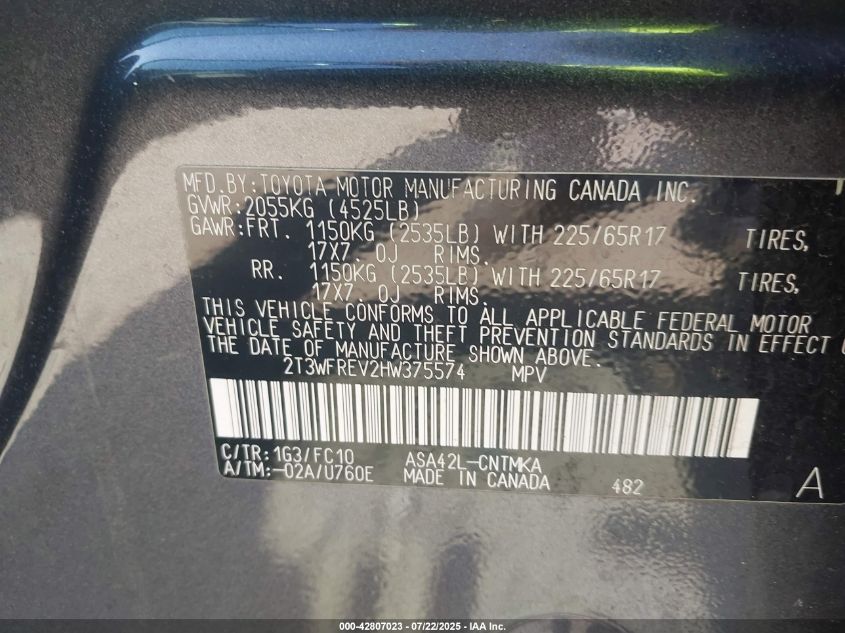 MFD.BY:TOYOTA MOTOR MANUFACTURING CANADA INC.
GVWR:2055KG (4525LB)
GAWR:FRT. 1150KG (2535LB) WITH 225/65R17 TIRES,
17X7. 0J RIMS.
RR. 1150KG (2535LB) WITH 225/65R17 TIRES,
17X7. 0J RIMS.
THIS VEHICLE CONFORMS TO ALL APPLICABLE FEDERAL MOTOR
VEHICLE SAFETY AND THEFT PREVENTION STANDARDS IN EFFECT
THE DATE OF MANUFACTURE SHOWN ABOVE.
2T3WFREV2HW375574 MPV
C/TR:1G3/FC10 ASA42L-CNTMKA
A/TM:-02A/U760E MADE IN CANADA 482 A
000-42807023 - 07/22/2025 - IAA Inc.